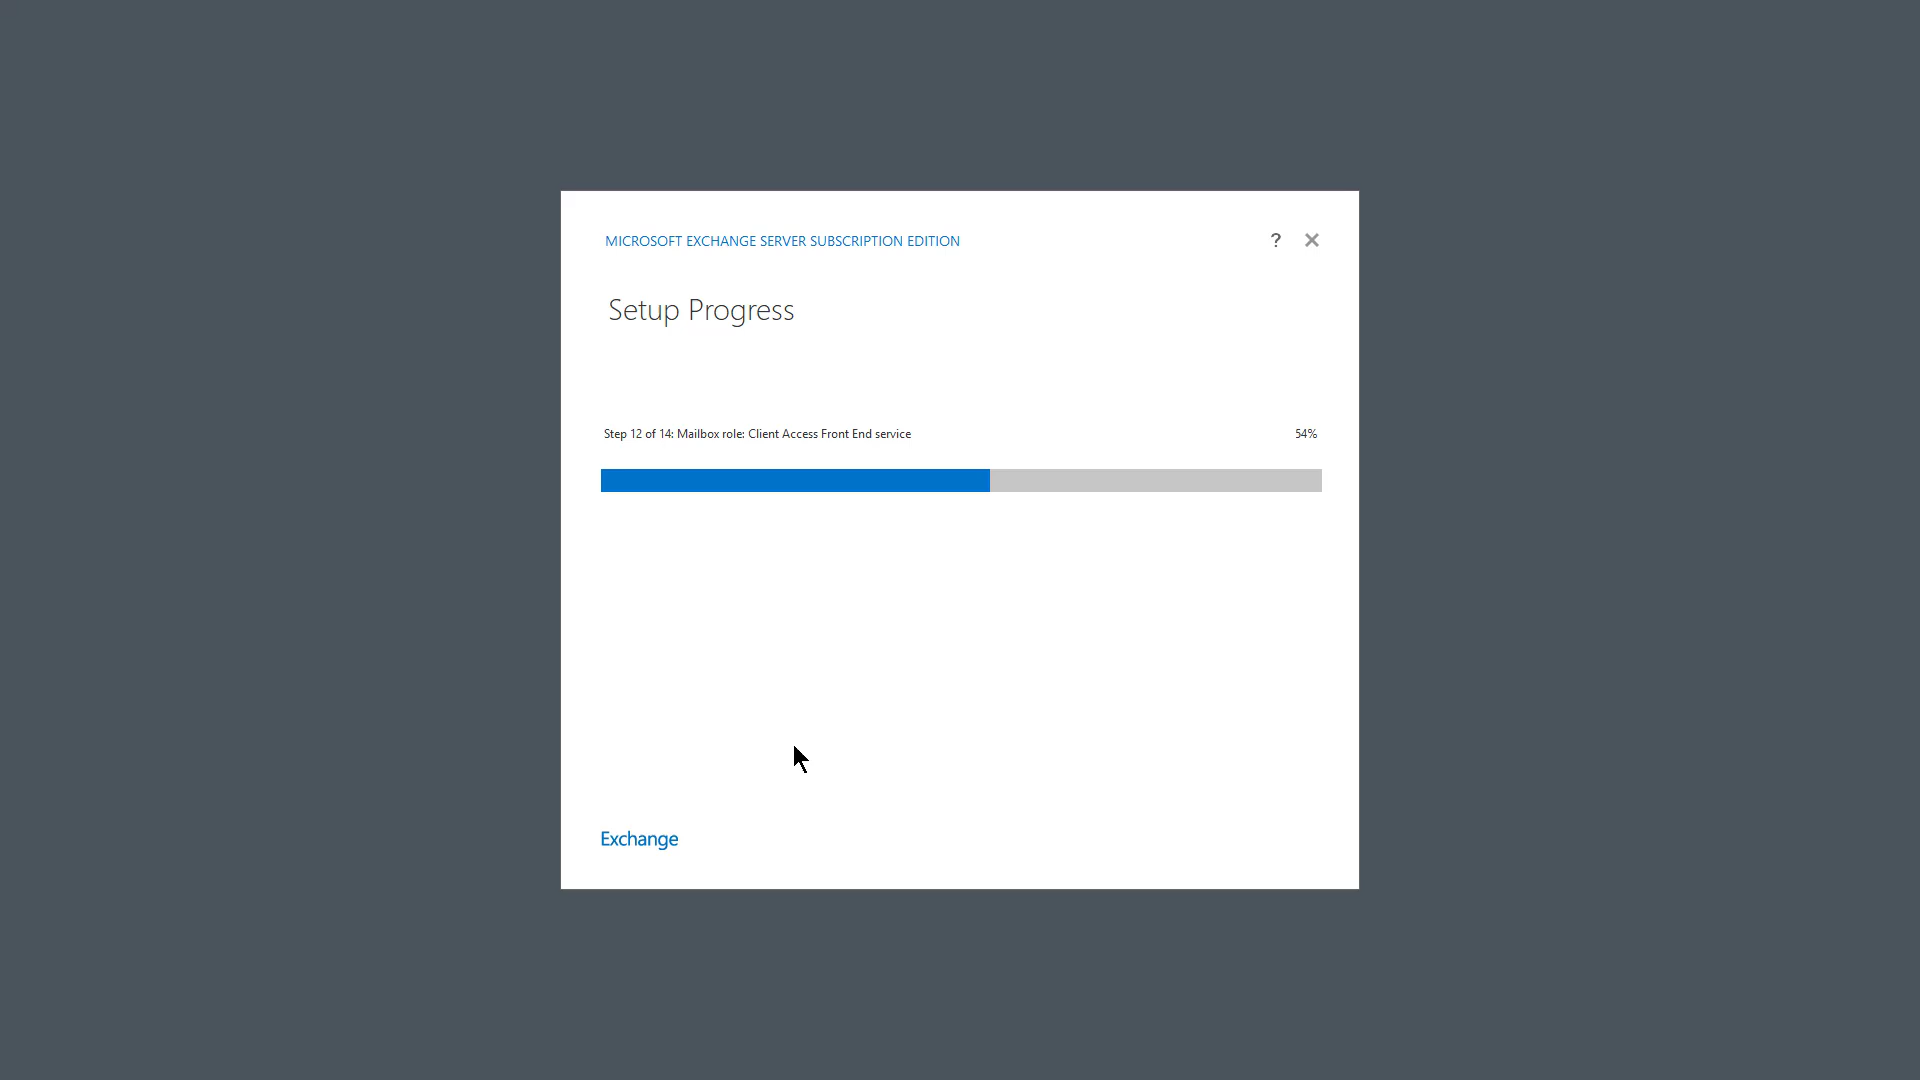 MICROSOFT EXCHANGE SERVER SUBSCRIPTION EDITION ? ×
Setup Progress
Step 12 of 14: Mailbox role: Client Access Front End service 54%
Exchange